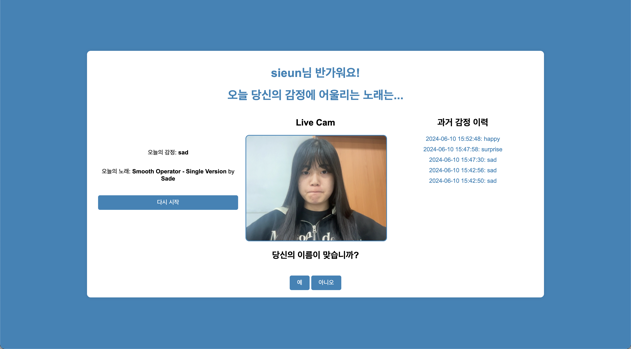 sieun님 반가워요!
오늘 당신의 감정에 어울리는 노래는...
오늘의 감정: sad
오늘의 노래: Smooth Operator - Single Version by
Sade
다시 시작
Live Cam
당신의 이름이 맞습니까?
예
아니오
과거 감정 이력
2024-06-10 15:52:48: happy
2024-06-10 15:47:58: surprise
2024-06-10 15:47:30: sad
2024-06-10 15:42:56: sad
2024-06-10 15:42:50: sad